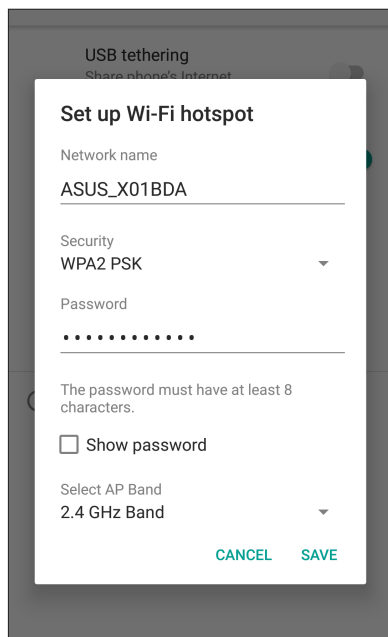 USB tethering
Share phone's Internet
Set up Wi-Fi hotspot
Network name
ASUS_X01BDA
Security
WPA2 PSK
Password
••••••••••••
The password must have at least 8
characters.
Show password
Select AP Band
2.4 GHz Band
CANCEL SAVE